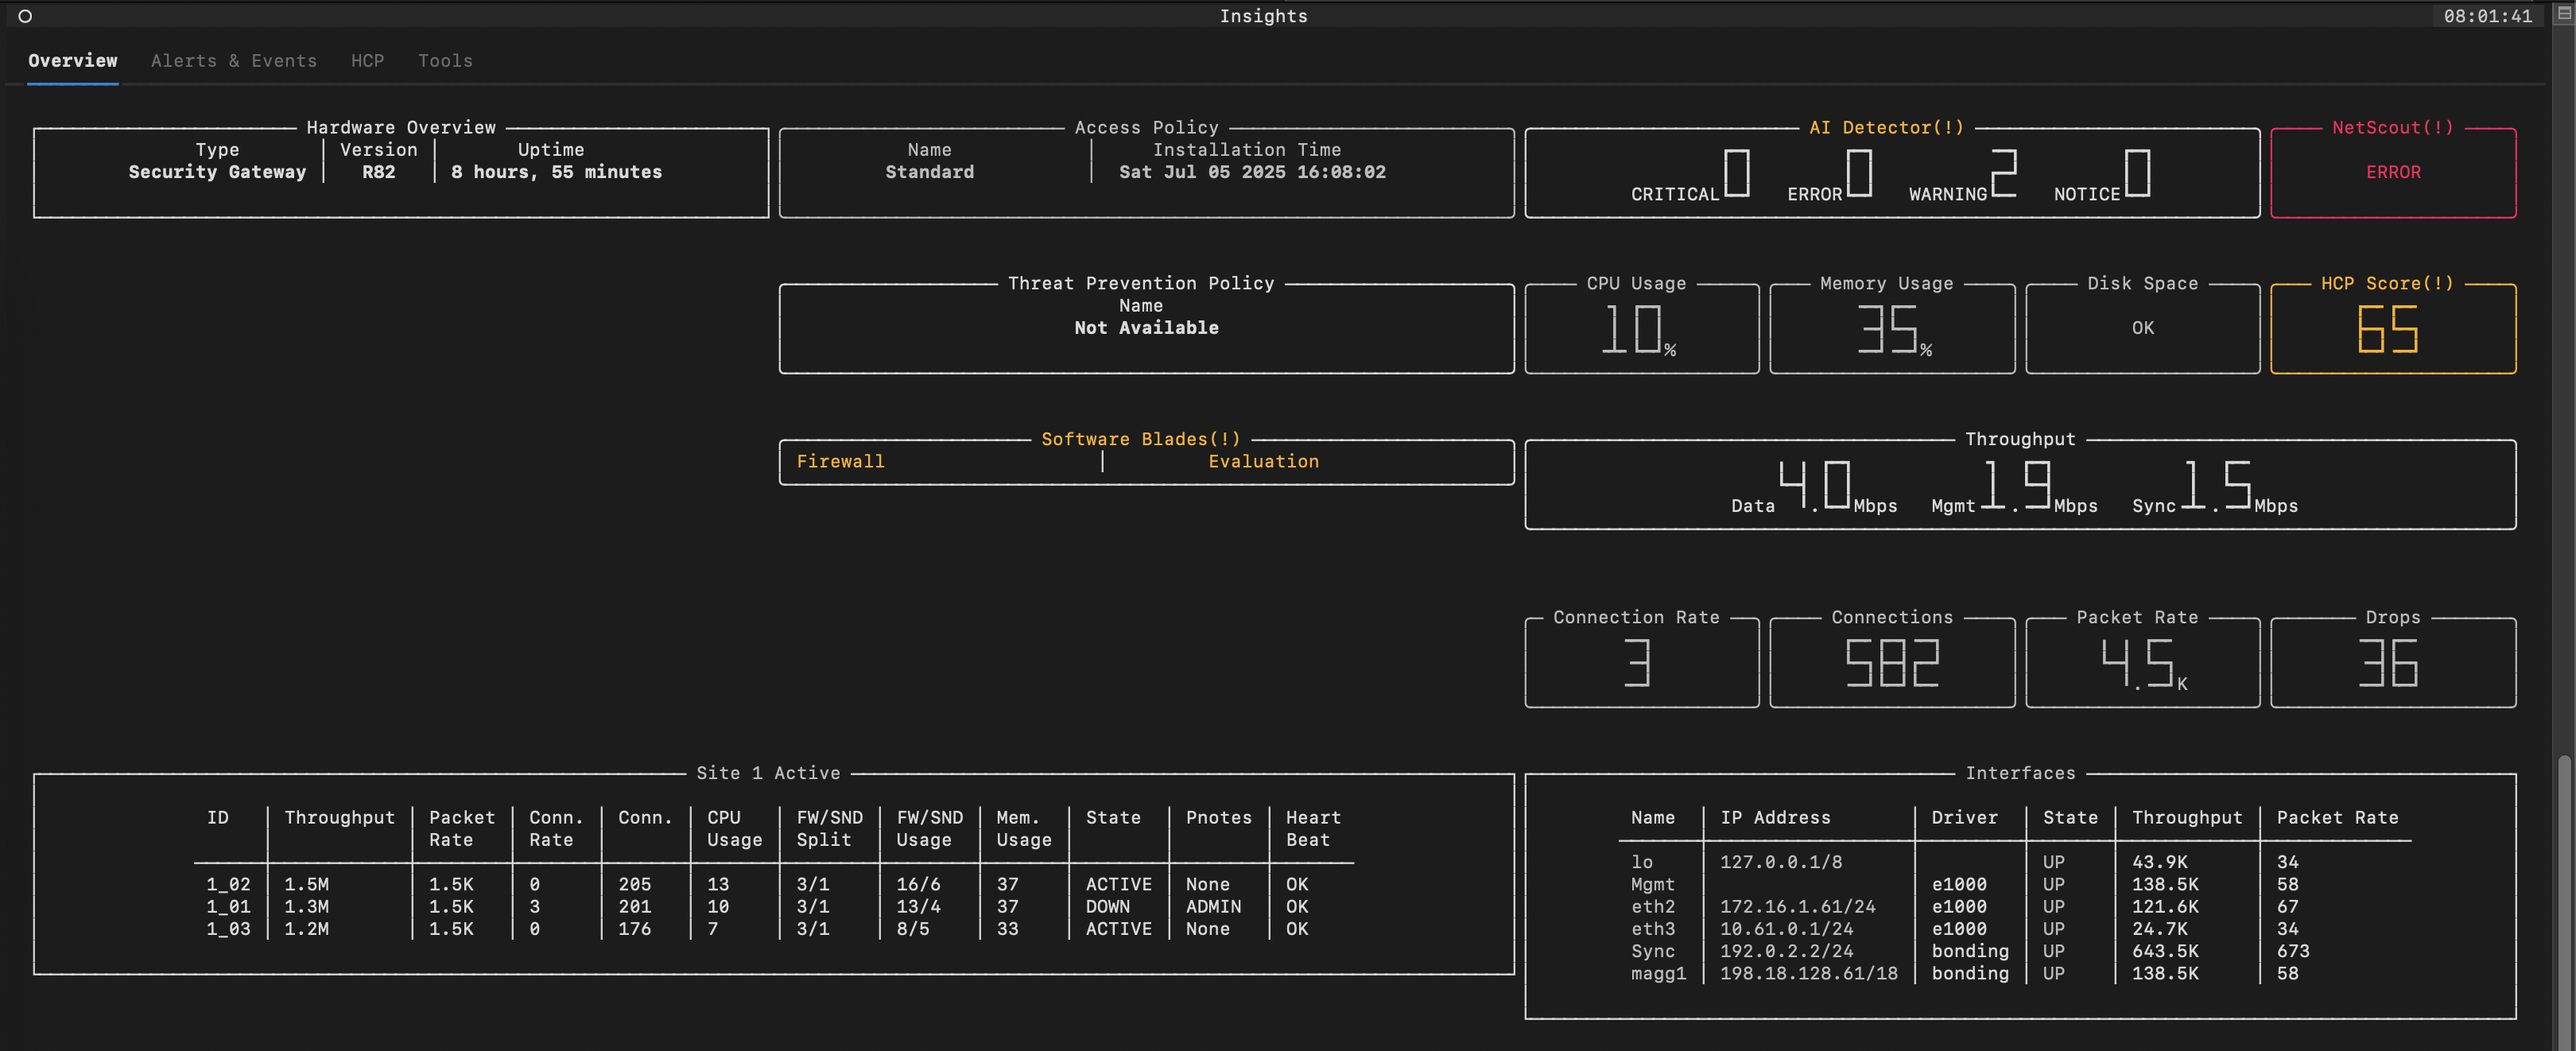 Insights 08:01:41
Overview Alerts & Events HCP Tools
Hardware Overview
Type Version Uptime
Security Gateway R82 8 hours, 55 minutes
Access Policy
Name Installation Time
Standard Sat Jul 05 2025 16:08:02
AI Detector(!)
CRITICAL 0 ERROR 0 WARNING 2 NOTICE 0
NetScout(!)
ERROR
Threat Prevention Policy
Name
Not Available
CPU Usage
10%
Memory Usage
35%
Disk Space
OK
HCP Score(!)
65
Software Blades(!)
Firewall Evaluation
Throughput
Data 4.0 Mbps Mgmt 1.9 Mbps Sync 1.5 Mbps
Connection Rate
3
Connections
582
Packet Rate
4.5K
Drops
36
Site 1 Active
ID Throughput Packet Conn. Conn. CPU FW/SND FW/SND Mem. State Pnotes Heart
Rate Rate Usage Split Usage Usage Beat
1_02 1.5M 1.5K 0 205 13 3/1 16/6 37 ACTIVE None OK
1_01 1.3M 1.5K 3 201 10 3/1 13/4 37 DOWN ADMIN OK
1_03 1.2M 1.5K 0 176 7 3/1 8/5 33 ACTIVE None OK
Interfaces
Name IP Address Driver State Throughput Packet Rate
lo 127.0.0.1/8 UP 43.9K 34
Mgmt e1000 UP 138.5K 58
eth2 172.16.1.61/24 e1000 UP 121.6K 67
eth3 10.61.0.1/24 e1000 UP 24.7K 34
Sync 192.0.2.2/24 bonding UP 643.5K 673
magg1 198.18.128.61/18 bonding UP 138.5K 58